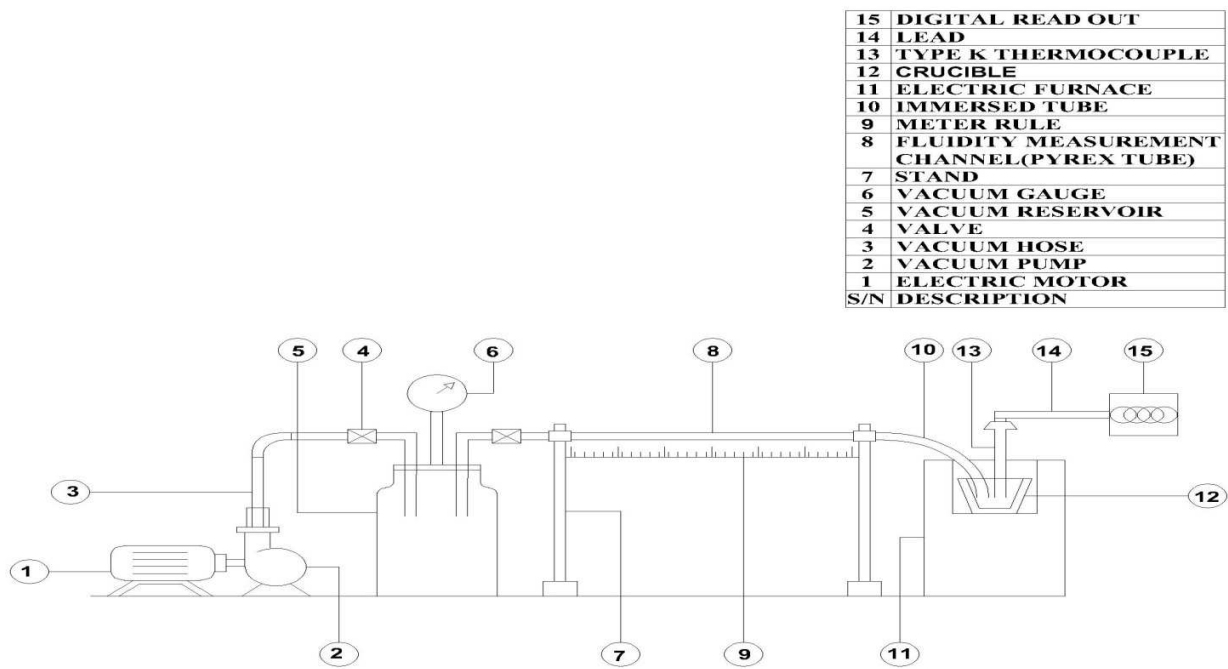 15 DIGITAL READ OUT
14 LEAD
13 TYPE K THERMOCOUPLE
12 CRUCIBLE
11 ELECTRIC FURNACE
10 IMMERSED TUBE
9 METER RULE
8 FLUIDITY MEASUREMENT
CHANNEL(PYREX TUBE)
7 STAND
6 VACUUM GAUGE
5 VACUUM RESERVOIR
4 VALVE
3 VACUUM HOSE
2 VACUUM PUMP
1 ELECTRIC MOTOR
S/N DESCRIPTION
5 4 6 8 10 13 14 15
3
12
1
2 7 9 11